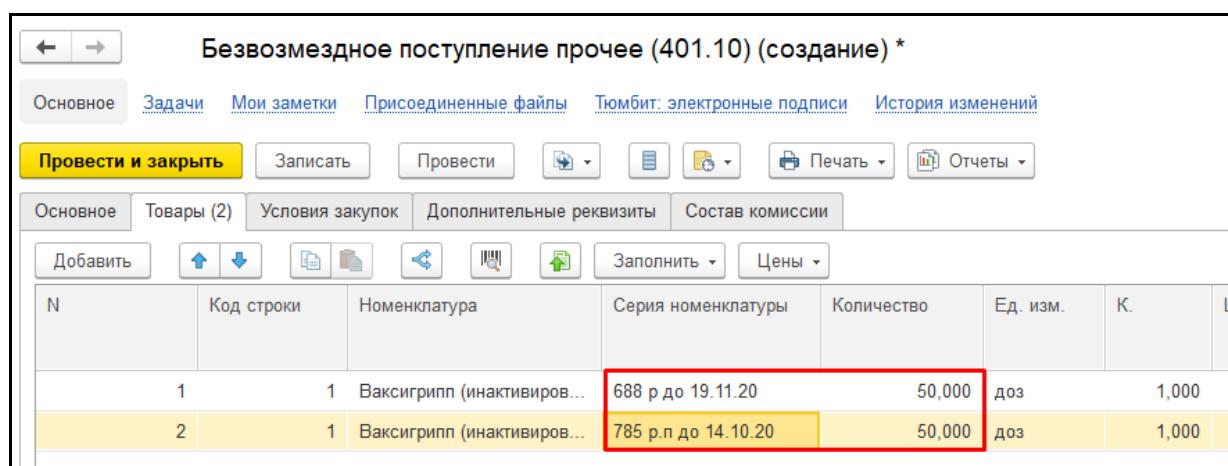 Безвозмездное поступление прочее (401.10) (создание) *
Основное Задачи Мои заметки Присоединенные файлы Тюмбит: электронные подписи История изменений
Провести и закрыть Записать Провести Печать Отчеты
Основное Товары (2) Условия закупок Дополнительные реквизиты Состав комиссии
Добавить Заполнить Цены
N Код строки Номенклатура Серия номенклатуры Количество Ед. изм. К.
1 1 Ваксигрипп (инактивиров... 688 р до 19.11.20 50,000 доз 1,000
2 1 Ваксигрипп (инактивиров... 785 р.п до 14.10.20 50,000 доз 1,000